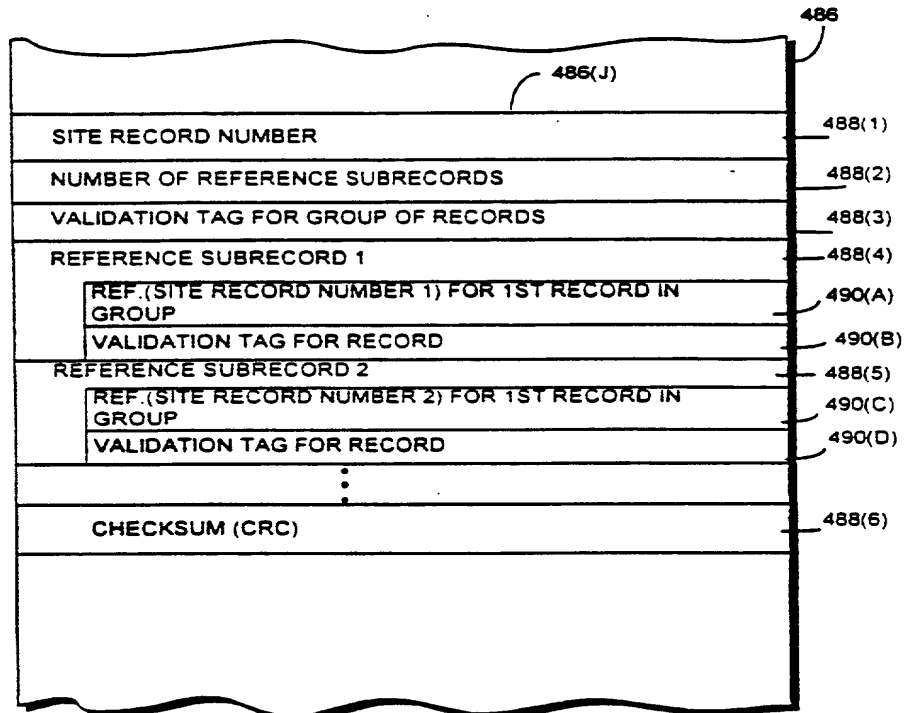 486
486(J)
SITE RECORD NUMBER 488(1)
NUMBER OF REFERENCE SUBRECORDS 488(2)
VALIDATION TAG FOR GROUP OF RECORDS 488(3)
REFERENCE SUBRECORD 1 488(4)
REF.(SITE RECORD NUMBER 1) FOR 1ST RECORD IN
GROUP 490(A)
VALIDATION TAG FOR RECORD 490(B)
REFERENCE SUBRECORD 2 488(5)
REF.(SITE RECORD NUMBER 2) FOR 1ST RECORD IN
GROUP 490(C)
VALIDATION TAG FOR RECORD 490(D)
CHECKSUM (CRC) 488(6)